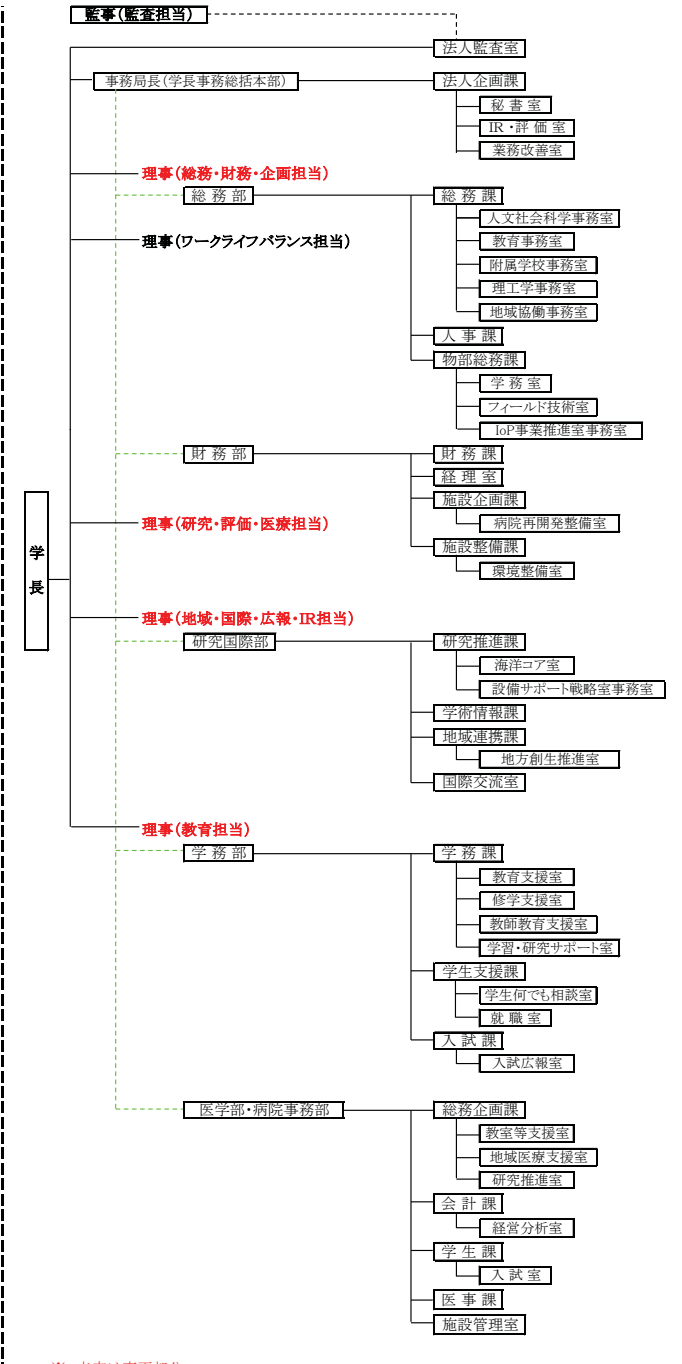 監事（監査担当）
法人監査室
事務局長（学長事務総括本部）
法人企画課
秘 書 室
IR・評 価 室
業務改善室
理事（総務・財務・企画担当）
総 務 部
総 務 課
人文社会科学事務室
教育事務室
附属学校事務室
理工学事務室
地域協働事務室
理事（ワークライフバランス担当）
人 事 課
物部総務課
学 務 室
フィールド技術室
IoP事業推進室事務室
財 務 部
財 務 課
経 理 室
施設企画課
病院再開発整備室
施設整備課
環境整備室
理事（研究・評価・医療担当）
学
長
理事（地域・国際・広報・IR担当）
研究国際部
研究推進課
海洋コア室
設備サポート戦略室事務室
学術情報課
地域連携課
地方創生推進室
国際交流室
理事（教育担当）
学 務 部
学 務 課
教育支援室
修学支援室
教師教育支援室
学習・研究サポート室
学生支援課
学生何でも相談室
就 職 室
入 試 課
入試広報室
医学部・病院事務部
総務企画課
教室等支援室
地域医療支援室
研究推進室
会 計 課
経営分析室
学 生 課
入 試 室
医 事 課
施設管理室